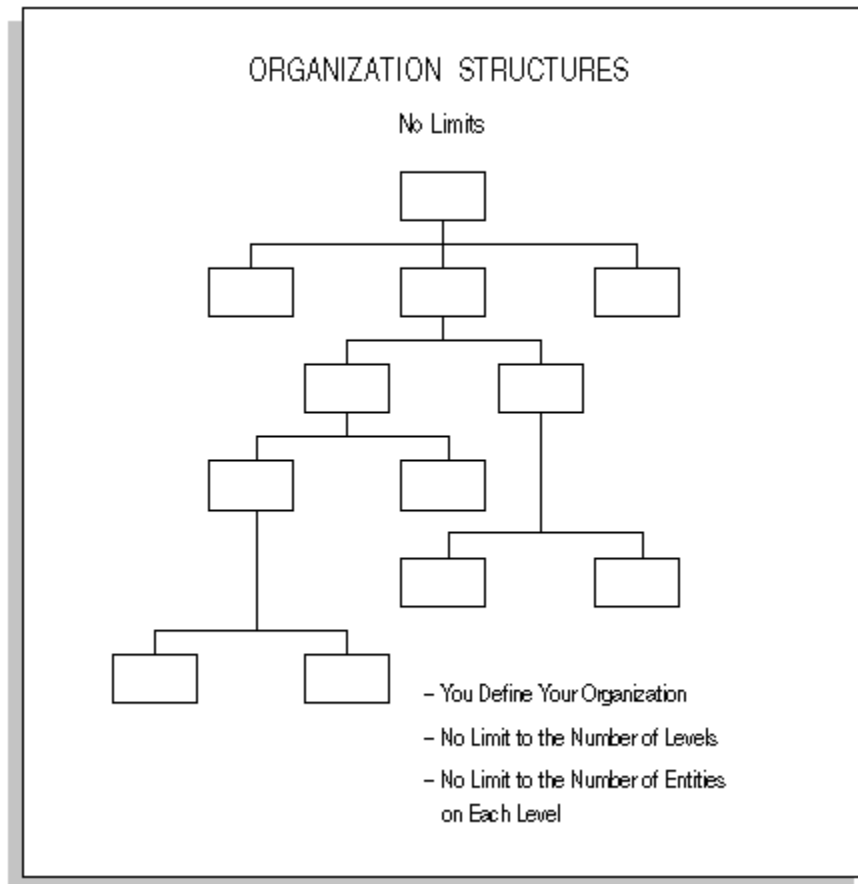 ORGANIZATION STRUCTURES
No Limits
– You Define Your Organization
– No Limit to the Number of Levels
– No Limit to the Number of Entities
on Each Level